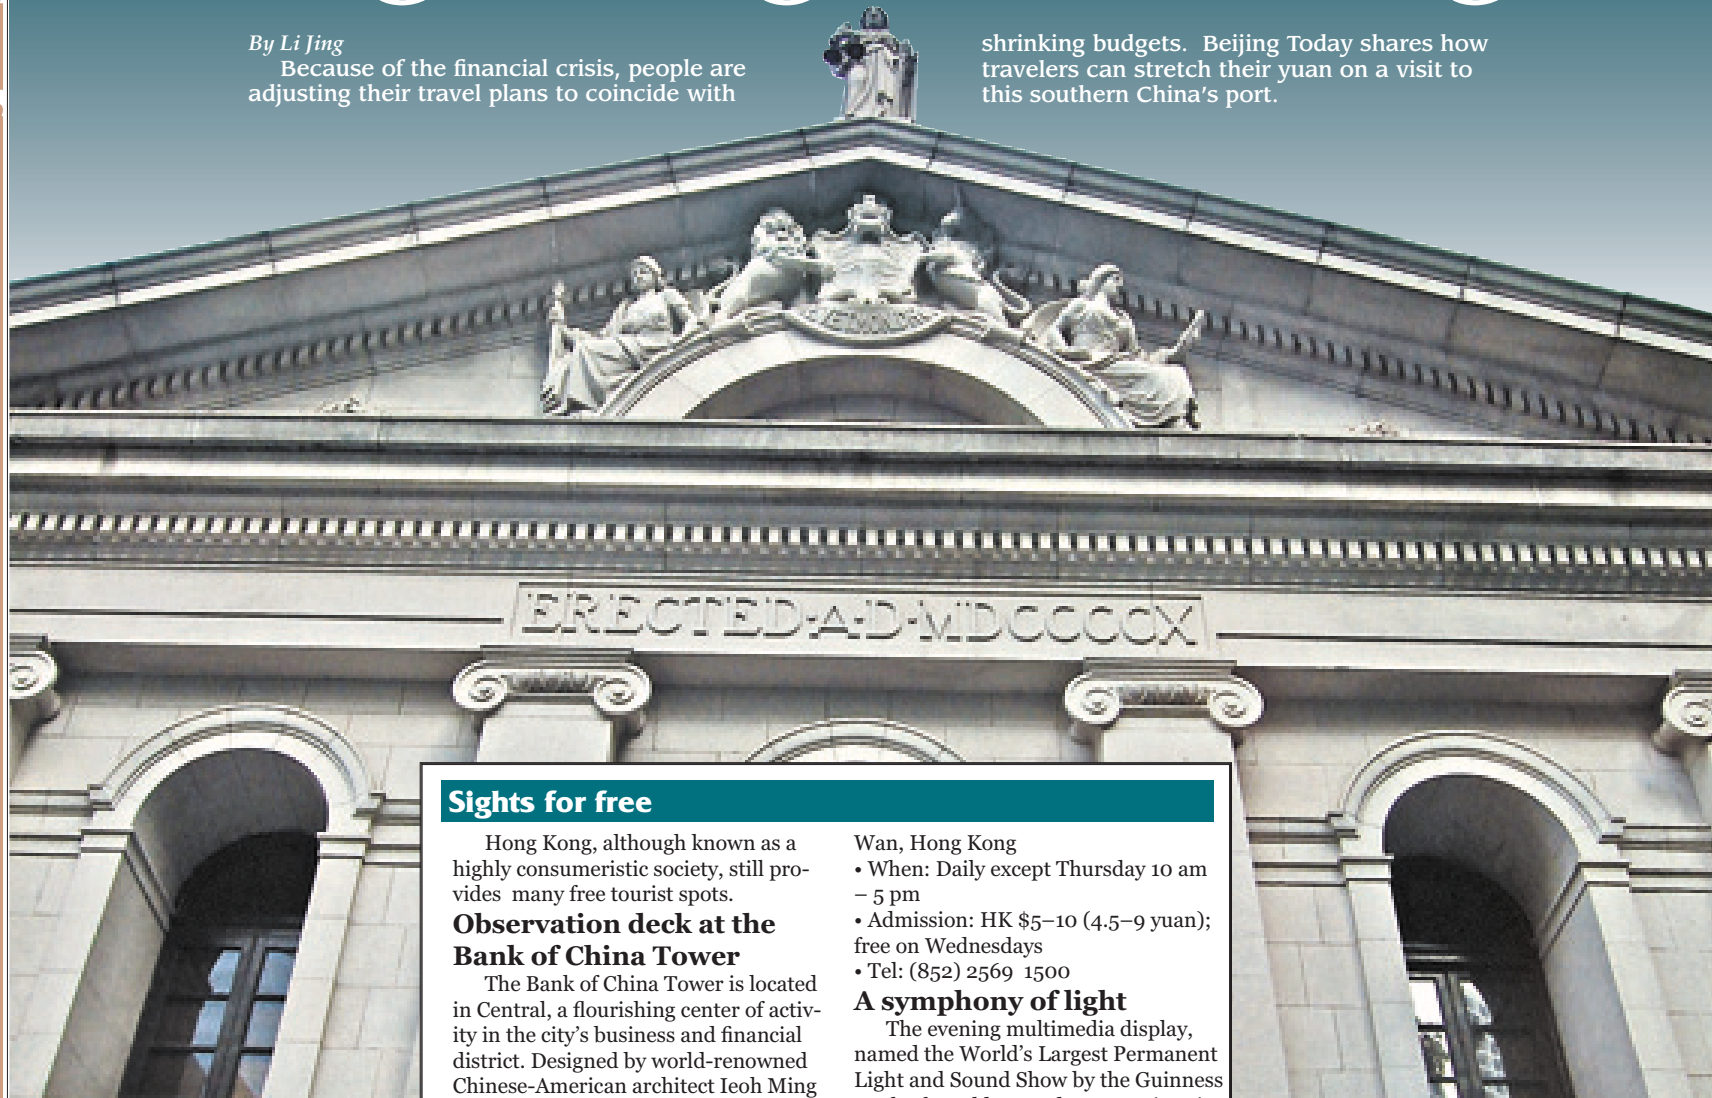 By Li Jing
Because of the financial crisis, people are
adjusting their travel plans to coincide with
shrinking budgets. Beijing Today shares how
travelers can stretch their yuan on a visit to
this southern China's port.
ERECTED·A·D·MDCCCCX
Sights for free
Hong Kong, although known as a
highly consumeristic society, still pro-
vides many free tourist spots.
Observation deck at the
Bank of China Tower
The Bank of China Tower is located
in Central, a flourishing center of activ-
ity in the city's business and financial
district. Designed by world-renowned
Chinese-American architect Ieoh Ming
Wan, Hong Kong
• When: Daily except Thursday 10 am
– 5 pm
• Admission: HK $5–10 (4.5–9 yuan);
free on Wednesdays
• Tel: (852) 2569 1500
A symphony of light
The evening multimedia display,
named the World's Largest Permanent
Light and Sound Show by the Guinness